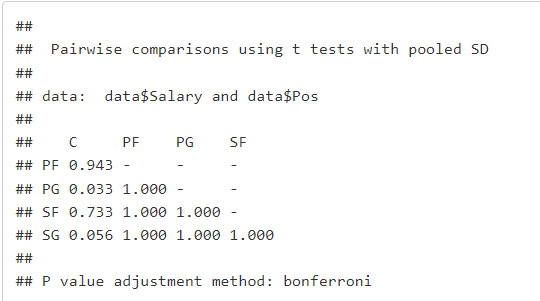 ##
## Pairwise comparisons using t tests with pooled SD
##
## data: data$Salary and data$Pos
##
## C PF PG SF
## PF 0.943 - - -
## PG 0.033 1.000 - -
## SF 0.733 1.000 1.000 -
## SG 0.056 1.000 1.000 1.000
##
## P value adjustment method: bonferroni